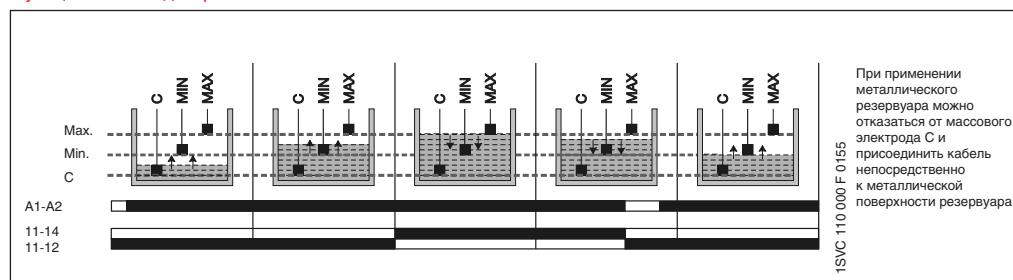 C MIN MAX C MIN MAX C MIN MAX C MIN MAX C MIN MAX
Max.
Min.
C
A1-A2
11-14
11-12
1SVC 110 000 F 0155
При применении
металлического
резервуара можно
отказаться от массового
электрода C и
присоединить кабель
непосредственно
к металлической
поверхности резервуара